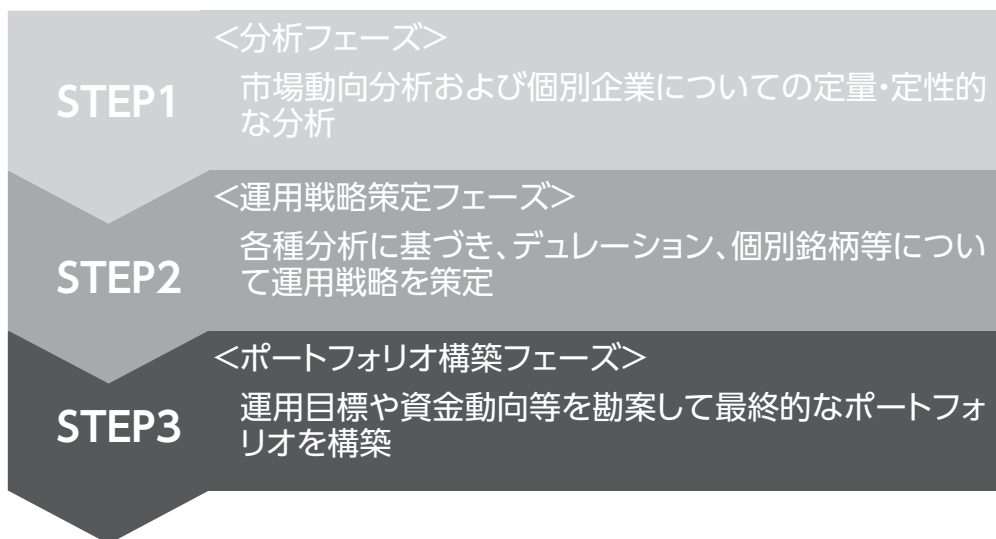 <分析フェーズ>
STEP1
市場動向分析および個別企業についての定量・定性的
な分析
<運用戦略策定フェーズ>
STEP2
各種分析に基づき、デュレーション、個別銘柄等につい
て運用戦略を策定
<ポートフォリオ構築フェーズ>
STEP3
運用目標や資金動向等を勘案して最終的なポートフォ
リオを構築